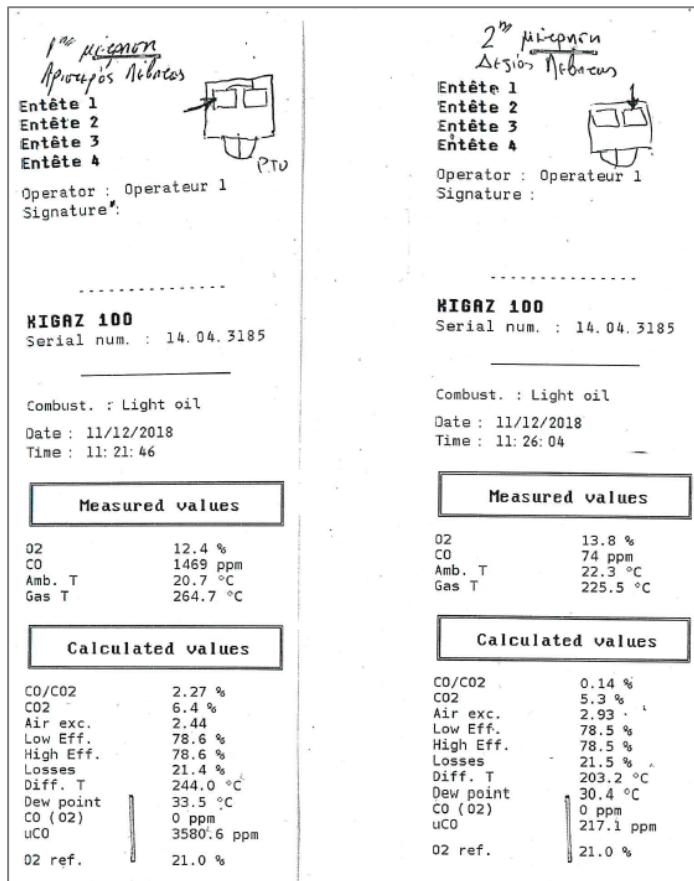 1η μέτρηση
Αριστερός Λέβητας
Entête 1
Entête 2
Entête 3
Entête 4
Operator : Operateur 1
Signature :
KIGAZ 100
Serial num. : 14.04.3185
Combust. : Light oil
Date : 11/12/2018
Time : 11:21:46
Measured values
O2 12.4 %
CO 1469 ppm
Amb. T 20.7 °C
Gas T 264.7 °C
Calculated values
CO/CO2 2.27 %
CO2 6.4 %
Air exc. 2.44
Low Eff. 78.6 %
High Eff. 78.6 %
Losses 21.4 %
Diff. T 244.0 °C
Dew point 33.5 °C
CO (O2) 0 ppm
uCO 3580.6 ppm
O2 ref. 21.0 %
2η μέτρηση
Δεξιός Λέβητας
Entête 1
Entête 2
Entête 3
Entête 4
Operator : Operateur 1
Signature :
KIGAZ 100
Serial num. : 14.04.3185
Combust. : Light oil
Date : 11/12/2018
Time : 11:26:04
Measured values
O2 13.8 %
CO 74 ppm
Amb. T 22.3 °C
Gas T 225.5 °C
Calculated values
CO/CO2 0.14 %
CO2 5.3 %
Air exc. 2.93
Low Eff. 78.5 %
High Eff. 78.5 %
Losses 21.5 %
Diff. T 203.2 °C
Dew point 30.4 °C
CO (O2) 0 ppm
uCO 217.1 ppm
O2 ref. 21.0 %